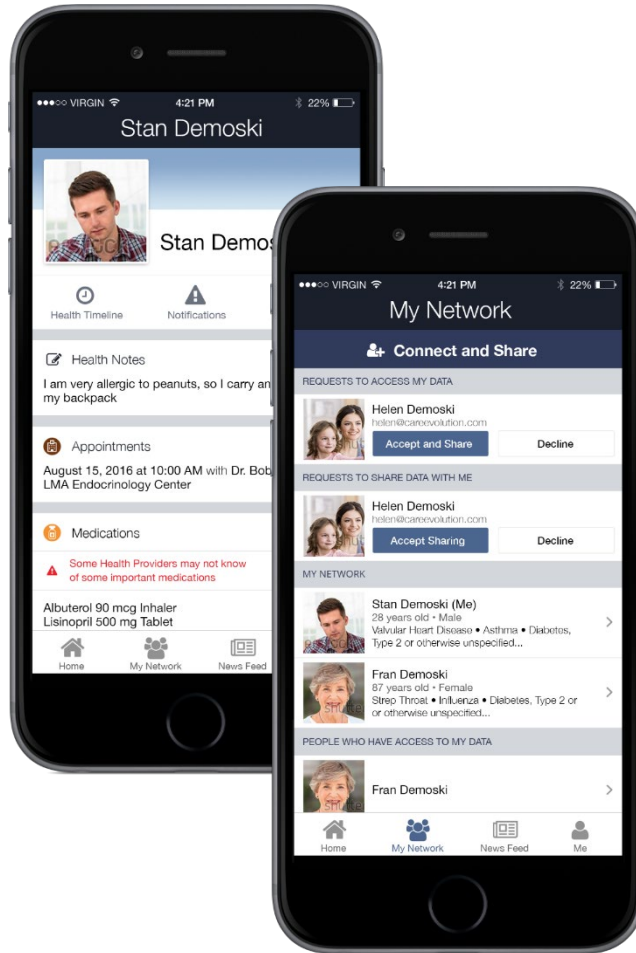 VIRGIN
4:21 PM
22%
Stan Demoski
Stan Demos
Health Timeline
Notifications
Health Notes
I am very allergic to peanuts, so I carry an
my backpack
Appointments
August 15, 2016 at 10:00 AM with Dr. Bob
LMA Endocrinology Center
Medications
Some Health Providers may not know
of some important medications
Albuterol 90 mcg Inhaler
Lisinopril 500 mg Tablet
Home
My Network
News Feed
VIRGIN
4:21 PM
22%
My Network
Connect and Share
REQUESTS TO ACCESS MY DATA
Helen Demoski
helen@careevolution.com
Accept and Share
Decline
REQUESTS TO SHARE DATA WITH ME
Helen Demoski
helen@careevolution.com
Accept Sharing
Decline
MY NETWORK
Stan Demoski (Me)
28 years old • Male
Valvular Heart Disease • Asthma • Diabetes,
Type 2 or otherwise unspecified...
Fran Demoski
87 years old • Female
Strep Throat • Influenza • Diabetes, Type 2 or
or otherwise unspecified...
PEOPLE WHO HAVE ACCESS TO MY DATA
Fran Demoski
Home
My Network
News Feed
Me